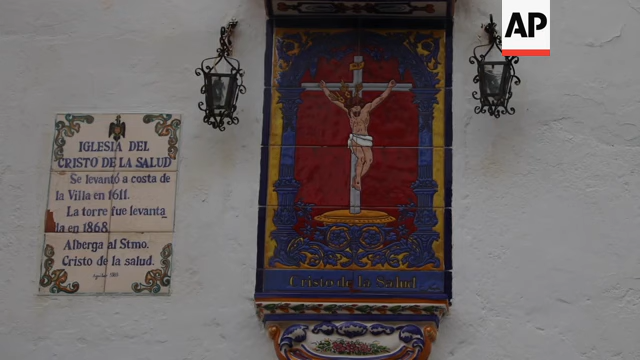 AP
IGLESIA DEL
CRISTO DE LA SALUD
Se levantó a costa de
la Villa en 1611.
La torre fue levanta
da en 1868.
Alberga al Stmo.
Cristo de la salud.
Cristo de la Salud